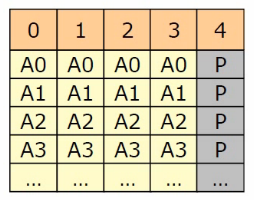 0 1 2 3 4
A0 A0 A0 A0 P
A1 A1 A1 A1 P
A2 A2 A2 A2 P
A3 A3 A3 A3 P
... ... ... ... ...